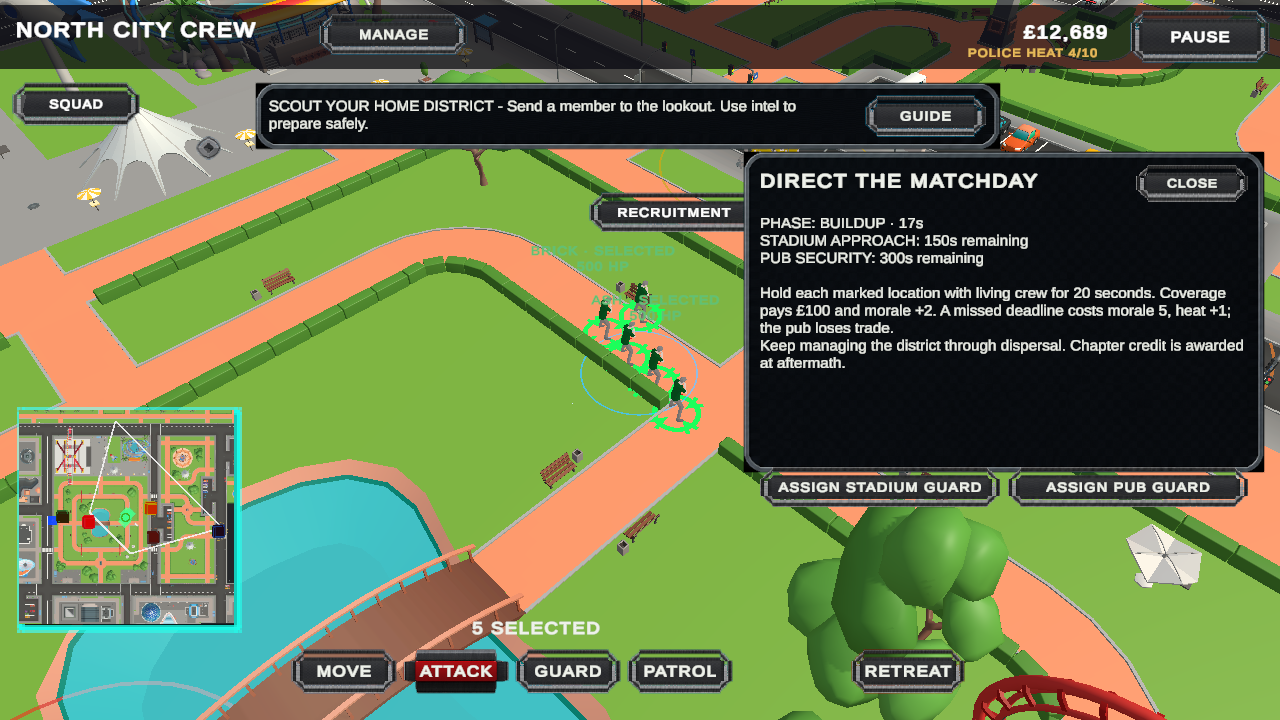 NORTH CITY CREW
MANAGE
£12,689
POLICE HEAT 4/10
PAUSE
SQUAD
SCOUT YOUR HOME DISTRICT - Send a member to the lookout. Use intel to
prepare safely.
GUIDE
DIRECT THE MATCHDAY
CLOSE
RECRUITMENT
PHASE: BUILDUP · 17s
STADIUM APPROACH: 150s remaining
PUB SECURITY: 300s remaining
Hold each marked location with living crew for 20 seconds. Coverage
pays £100 and morale +2. A missed deadline costs morale 5, heat +1;
the pub loses trade.
Keep managing the district through dispersal. Chapter credit is awarded
at aftermath.
SELECTED
HP
SELECTED
ASSIGN STADIUM GUARD
ASSIGN PUB GUARD
5 SELECTED
MOVE
ATTACK
GUARD
PATROL
RETREAT